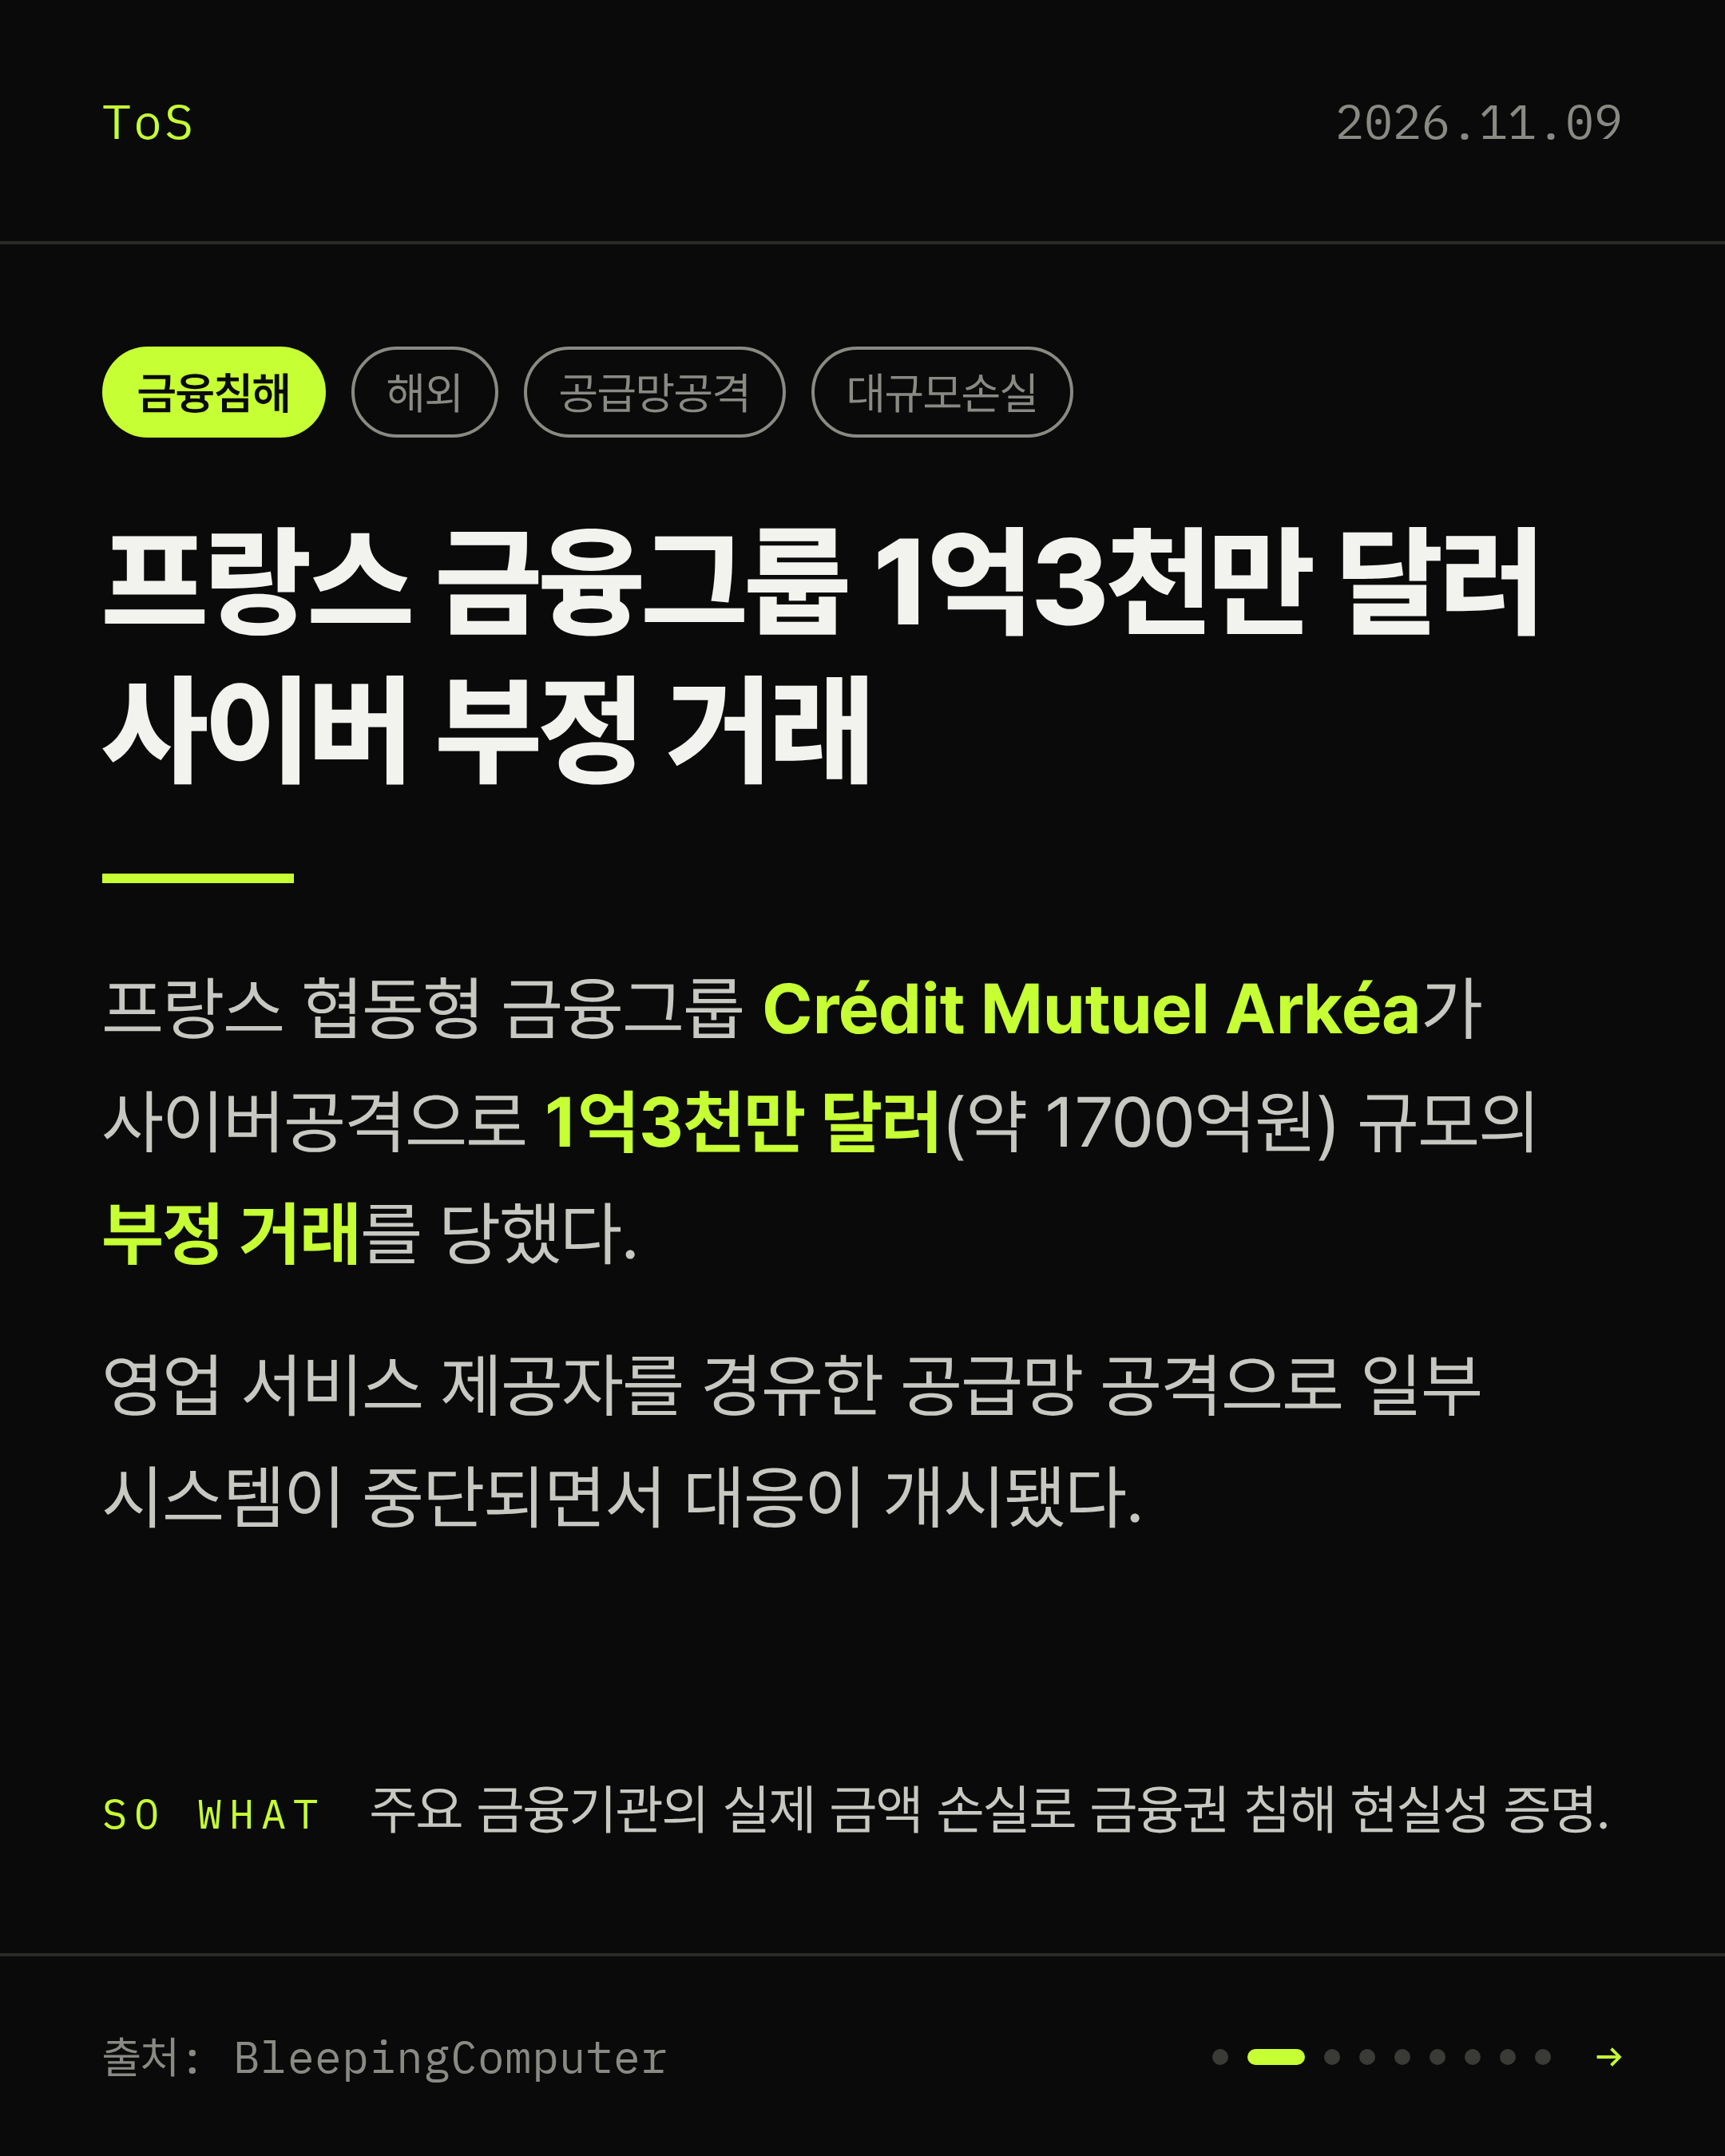 ToS
2026.11.09
금융침해 해외 공급망공격 대규모손실
프랑스 금융그룹 1억3천만 달러
사이버 부정 거래
프랑스 협동형 금융그룹 Crédit Mutuel Arkéa가
사이버공격으로 1억3천만 달러(약 1700억원) 규모의
부정 거래를 당했다.
영업 서비스 제공자를 경유한 공급망 공격으로 일부
시스템이 중단되면서 대응이 개시됐다.
SO WHAT 주요 금융기관의 실제 금액 손실로 금융권 침해 현실성 증명.
출처: BleepingComputer
→